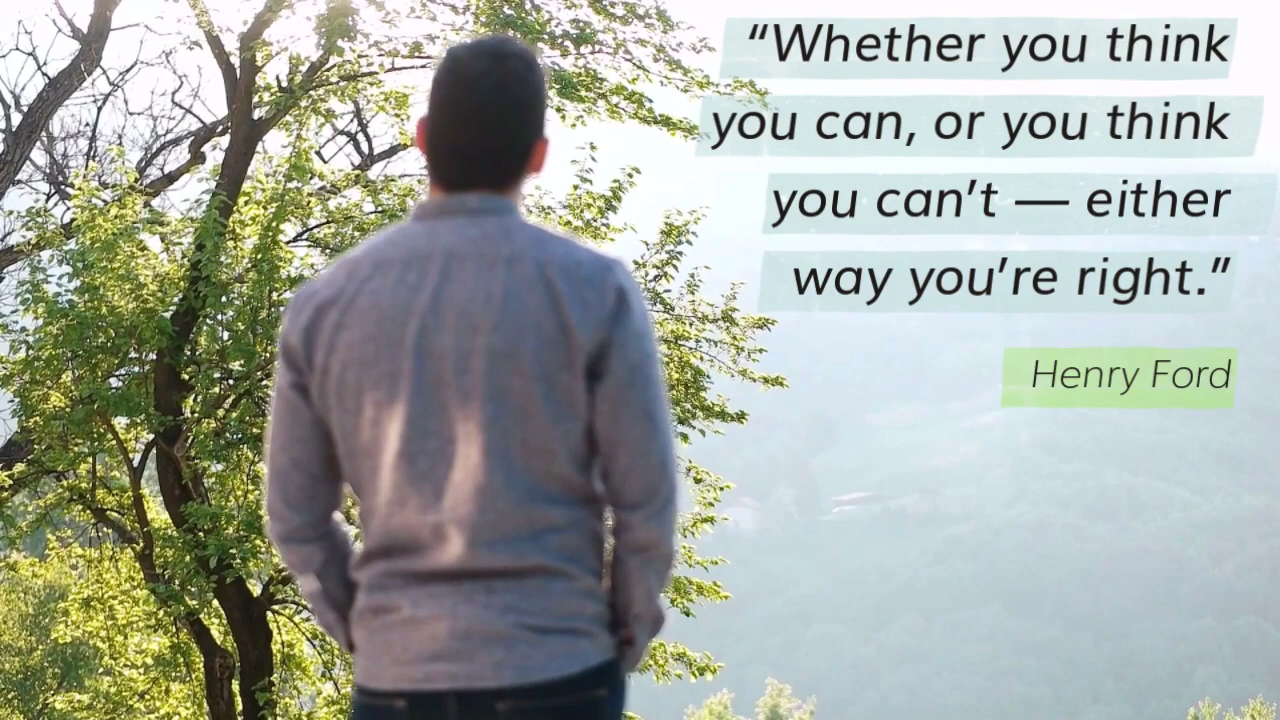 “Whether you think
you can, or you think
you can’t — either
way you’re right.”
Henry Ford